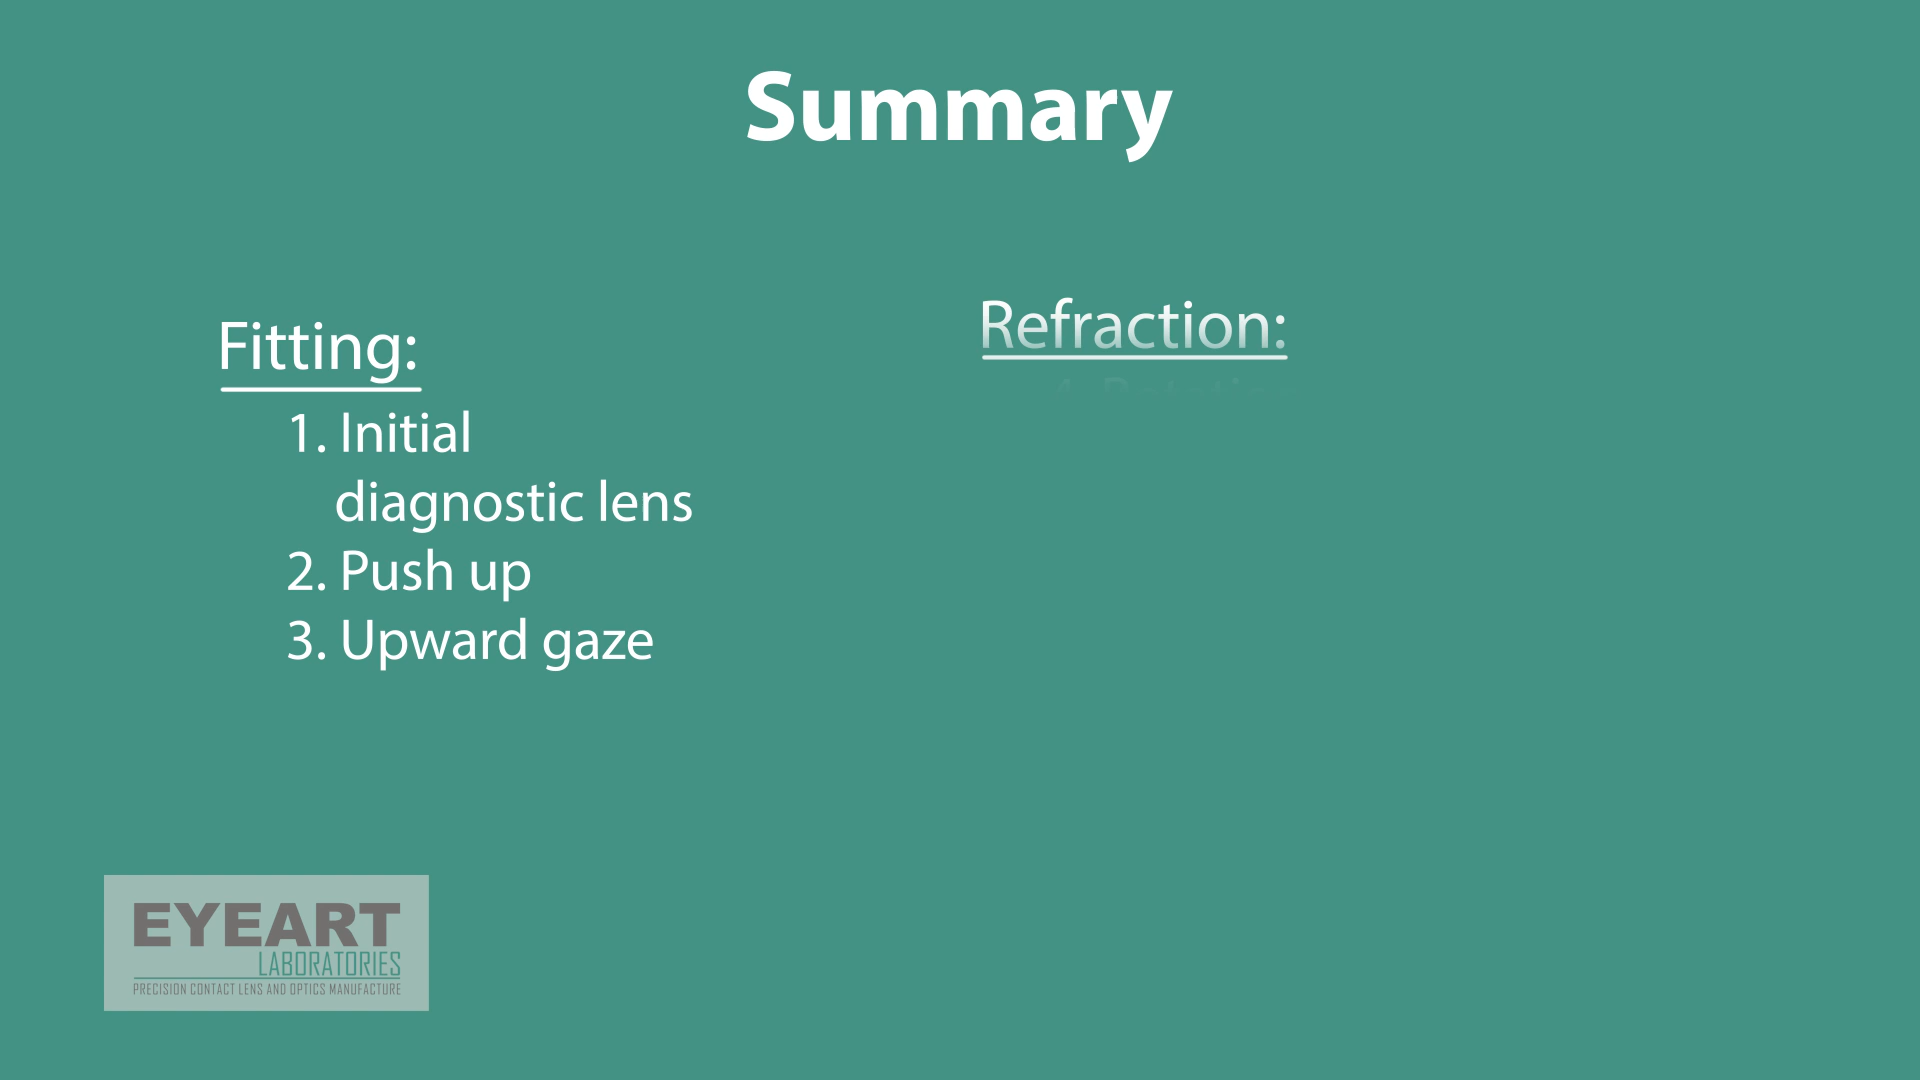 Summary
Fitting:
1. Initial
diagnostic lens
2. Push up
3. Upward gaze
Refraction:
EYEART
LABORATORIES
PRECISION CONTACT LENS AND OPTICS MANUFACTURE